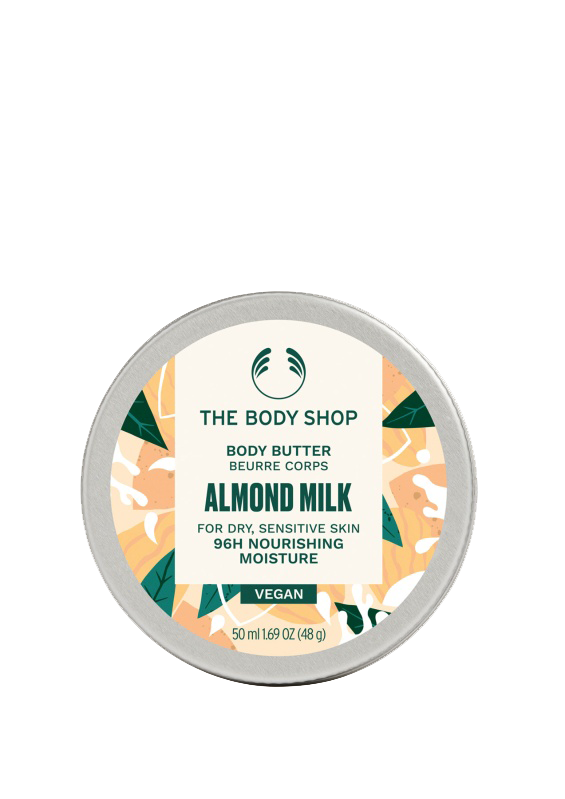 THE BODY SHOP
BODY BUTTER
BEURRE CORPS
ALMOND MILK
FOR DRY, SENSITIVE SKIN
96H NOURISHING
MOISTURE
VEGAN
50 ml 1.69 OZ (48 g)